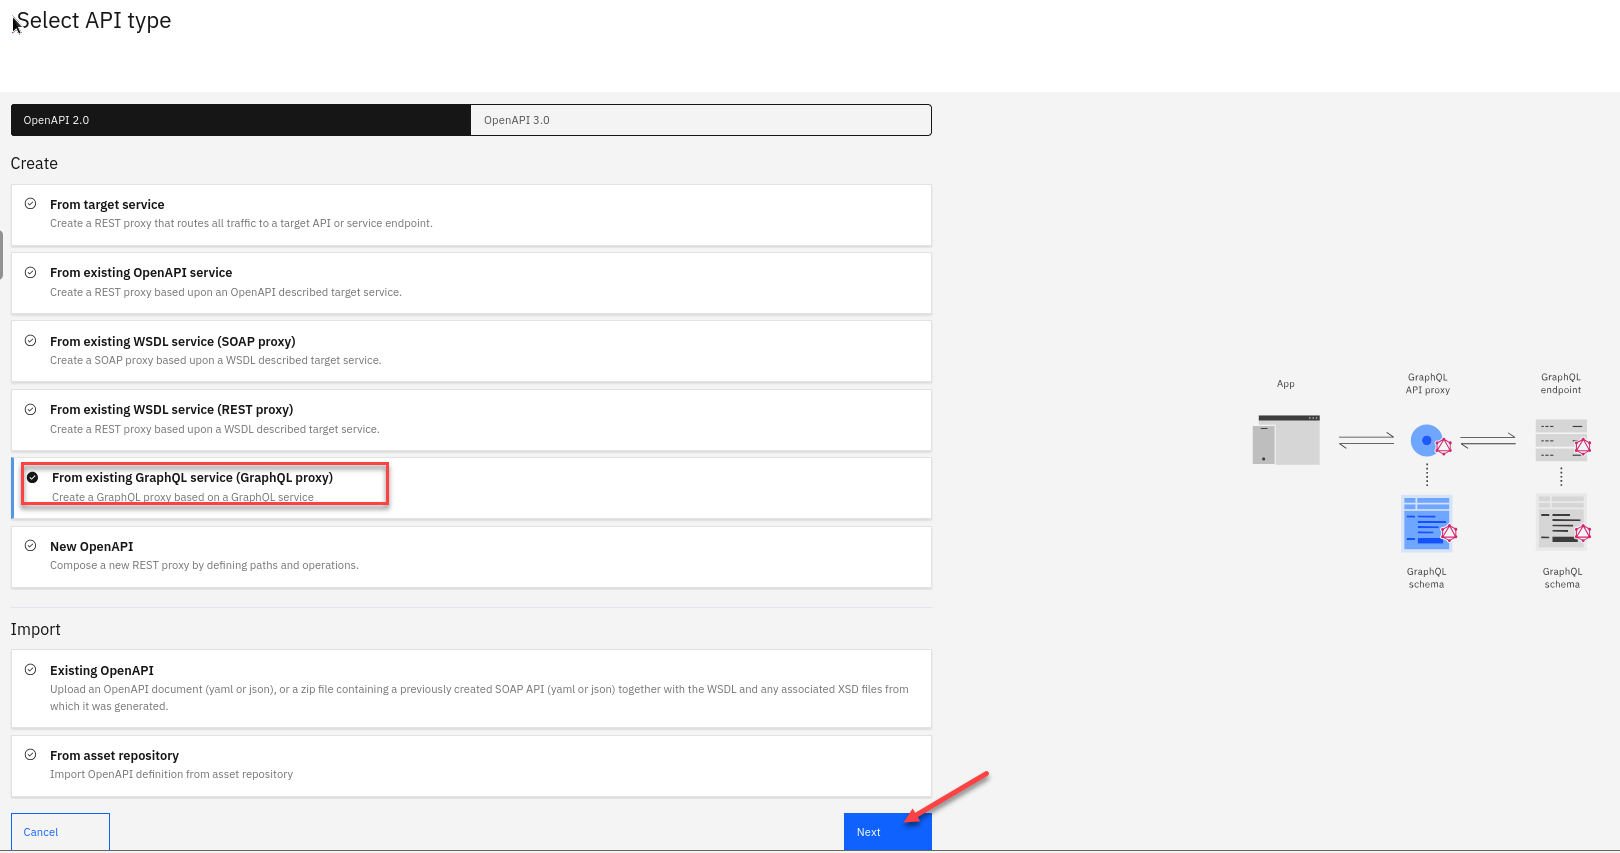 Select API type
OpenAPI 2.0
OpenAPI 3.0
Create
From target service
Create a REST proxy that routes all traffic to a target API or service endpoint.
From existing OpenAPI service
Create a REST proxy based upon an OpenAPI described target service.
From existing WSDL service (SOAP proxy)
Create a SOAP proxy based upon a WSDL described target service.
From existing WSDL service (REST proxy)
Create a REST proxy based upon a WSDL described target service.
From existing GraphQL service (GraphQL proxy)
Create a GraphQL proxy based on a GraphQL service
New OpenAPI
Compose a new REST proxy by defining paths and operations.
Import
Existing OpenAPI
Upload an OpenAPI document (yaml or json), or a zip file containing a previously created SOAP API (yaml or json) together with the WSDL and any associated XSD files from
which it was generated.
From asset repository
Import OpenAPI definition from asset repository
Cancel
Next
App
GraphQL
API proxy
GraphQL
endpoint
GraphQL
schema
GraphQL
schema